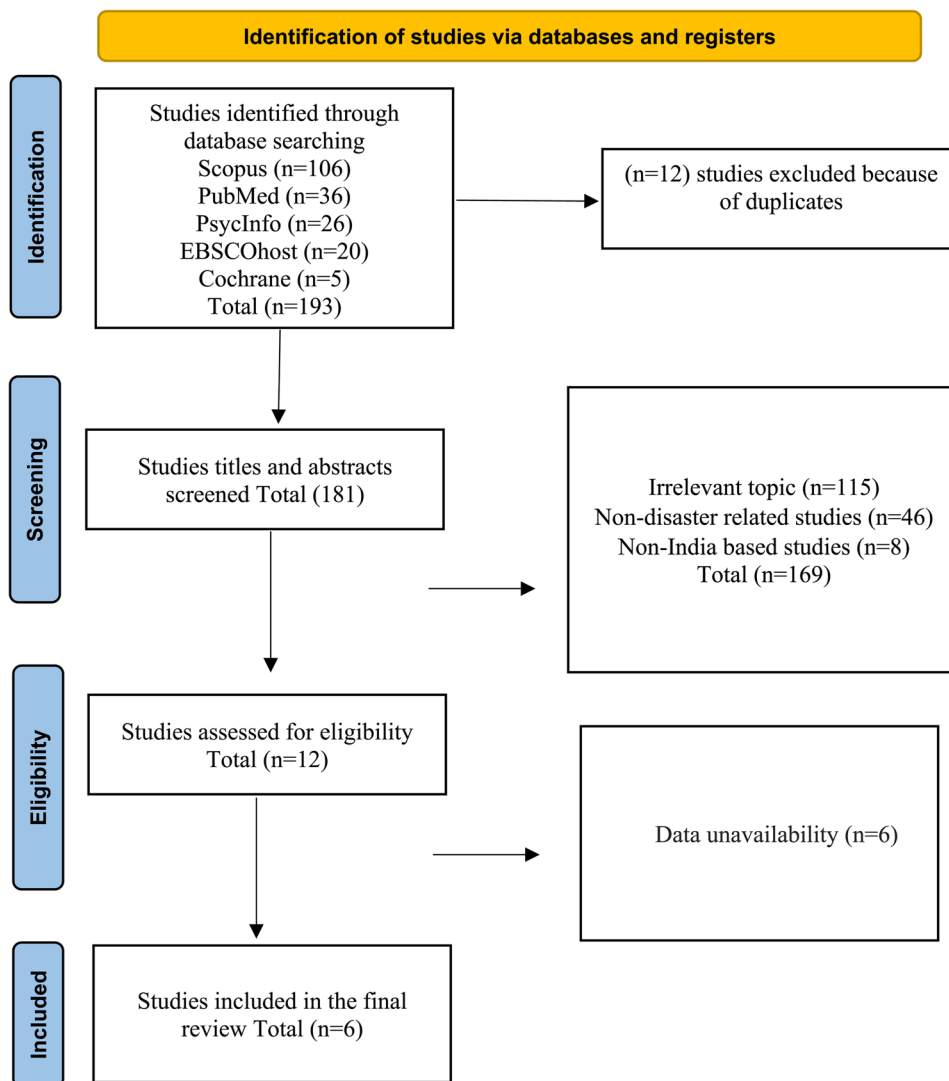 Identification of studies via databases and registers
Identification
Studies identified through
database searching
Scopus (n=106)
PubMed (n=36)
PsycInfo (n=26)
EBSCOhost (n=20)
Cochrane (n=5)
Total (n=193)
(n=12) studies excluded because
of duplicates
Screening
Studies titles and abstracts
screened Total (181)
Irrelevant topic (n=115)
Non-disaster related studies (n=46)
Non-India based studies (n=8)
Total (n=169)
Eligibility
Studies assessed for eligibility
Total (n=12)
Data unavailability (n=6)
Included
Studies included in the final
review Total (n=6)